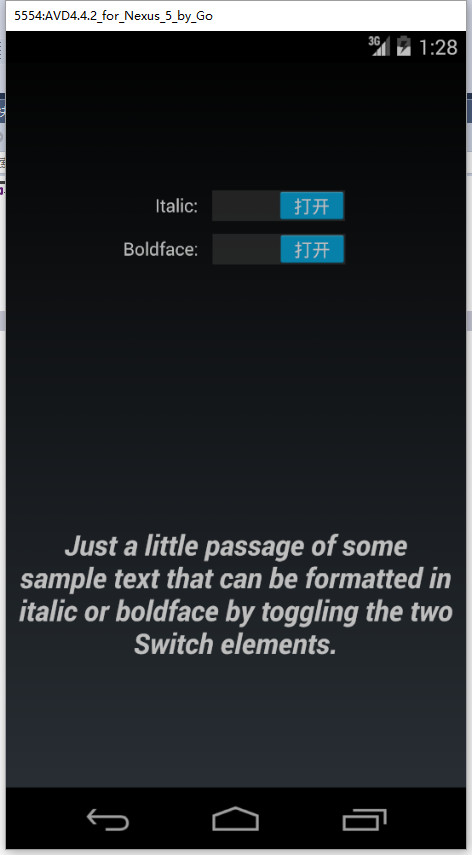 5554:AVD4.4.2_for_Nexus_5_by_Go
3G 1:28
Italic: 打开
Boldface: 打开
Just a little passage of some
sample text that can be formatted in
italic or boldface by toggling the two
Switch elements.